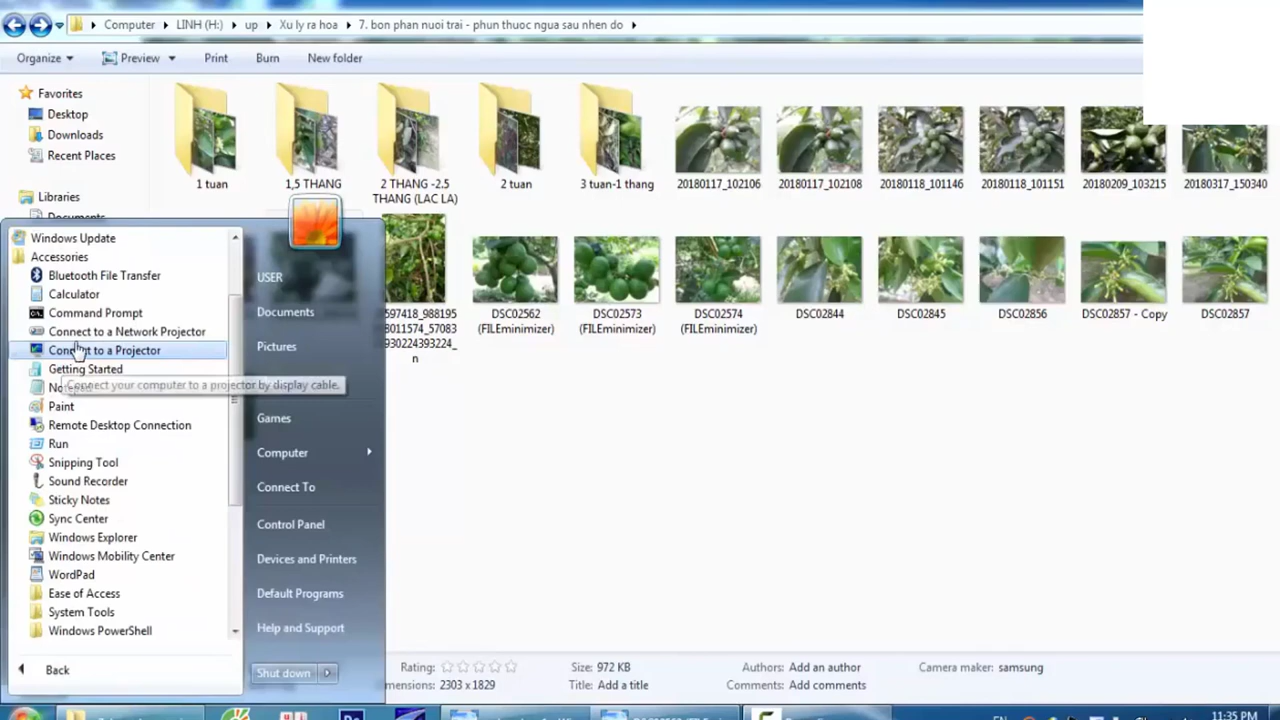 Computer
LINH (H:)
up
Xu ly ra hoa
7. bon phan nuoi trai - phun thuoc ngua sau nhen do
Organize
Preview
Print
Burn
New folder
Favorites
Desktop
Downloads
Recent Places
Libraries
Documents
1 tuan
1,5 THANG
2 THANG -2.5
THANG (LAC LA)
2 tuan
3 tuan-1 thang
20180117_102106
20180117_102108
20180118_101146
20180118_101151
20180209_103215
20180317_150340
597418_988195
8011574_57083
930224393224_
n
DSC02562
(FILEminimizer)
DSC02573
(FILEminimizer)
DSC02574
(FILEminimizer)
DSC02844
DSC02845
DSC02856
DSC02857 - Copy
DSC02857
Windows Update
Accessories
Bluetooth File Transfer
Calculator
Command Prompt
Connect to a Network Projector
Connect to a Projector
Getting Started
Connect your computer to a projector by display cable.
Paint
Remote Desktop Connection
Run
Snipping Tool
Sound Recorder
Sticky Notes
Sync Center
Windows Explorer
Windows Mobility Center
WordPad
Ease of Access
System Tools
Windows PowerShell
Back
USER
Documents
Pictures
Games
Computer
Connect To
Control Panel
Devices and Printers
Default Programs
Help and Support
Shut down
Rating:
Size: 972 KB
Authors: Add an author
Camera maker: samsung
mensions: 2303 x 1829
Title: Add a title
Comments: Add comments
EN
11:35 PM